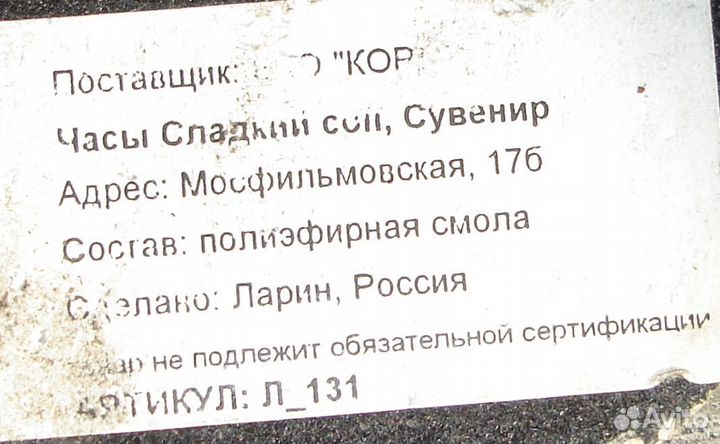 Поставщик: "КОР
Часы Сладкий сон, Сувенир
Адрес: Мосфильмовская, 17б
Состав: полиэфирная смола
Сделано: Ларин, Россия
не подлежит обязательной сертификации
АРТИКУЛ: Л_131
Avito